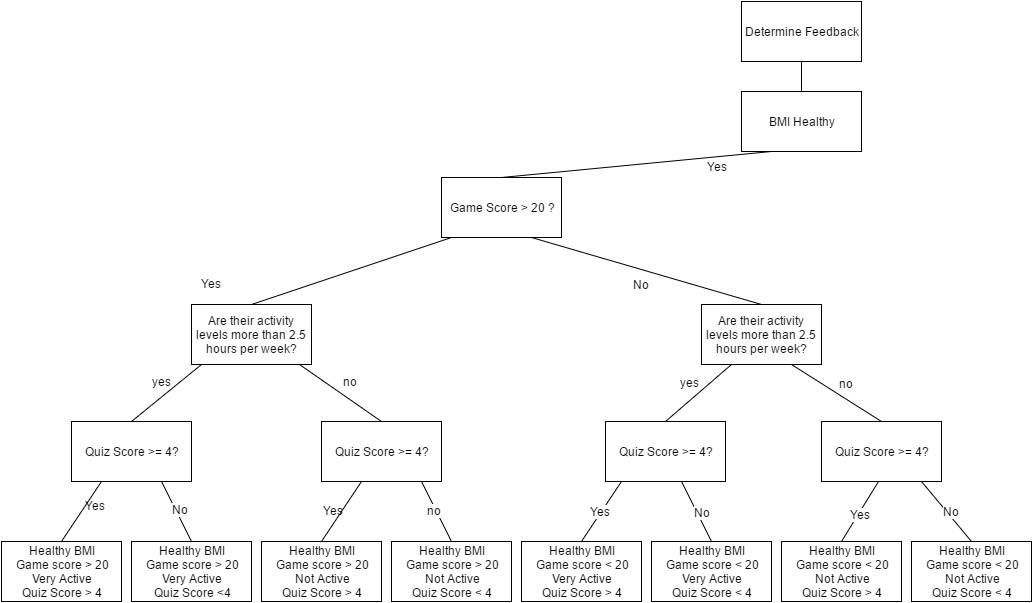 Determine Feedback
BMI Healthy
Yes
Game Score > 20 ?
Yes
No
Are their activity
levels more than 2.5
hours per week?
Are their activity
levels more than 2.5
hours per week?
yes
no
yes
no
Quiz Score >= 4?
Quiz Score >= 4?
Quiz Score >= 4?
Quiz Score >= 4?
Yes
No
Yes
no
Yes
No
Yes
No
Healthy BMI
Game score > 20
Very Active
Quiz Score > 4
Healthy BMI
Game score > 20
Very Active
Quiz Score <4
Healthy BMI
Game score > 20
Not Active
Quiz Score > 4
Healthy BMI
Game score > 20
Not Active
Quiz Score < 4
Healthy BMI
Game score < 20
Very Active
Quiz Score > 4
Healthy BMI
Game score < 20
Very Active
Quiz Score < 4
Healthy BMI
Game score < 20
Not Active
Quiz Score > 4
Healthy BMI
Game score < 20
Not Active
Quiz Score < 4